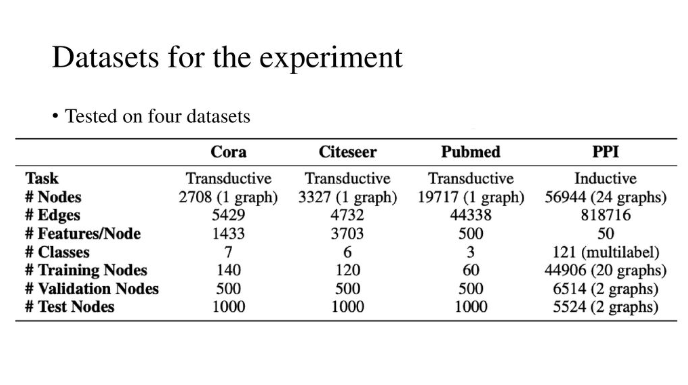 Datasets for the experiment
• Tested on four datasets
Cora Citeseer Pubmed PPI
Task Transductive Transductive Transductive Inductive
# Nodes 2708 (1 graph) 3327 (1 graph) 19717 (1 graph) 56944 (24 graphs)
# Edges 5429 4732 44338 818716
# Features/Node 1433 3703 500 50
# Classes 7 6 3 121 (multilabel)
# Training Nodes 140 120 60 44906 (20 graphs)
# Validation Nodes 500 500 500 6514 (2 graphs)
# Test Nodes 1000 1000 1000 5524 (2 graphs)